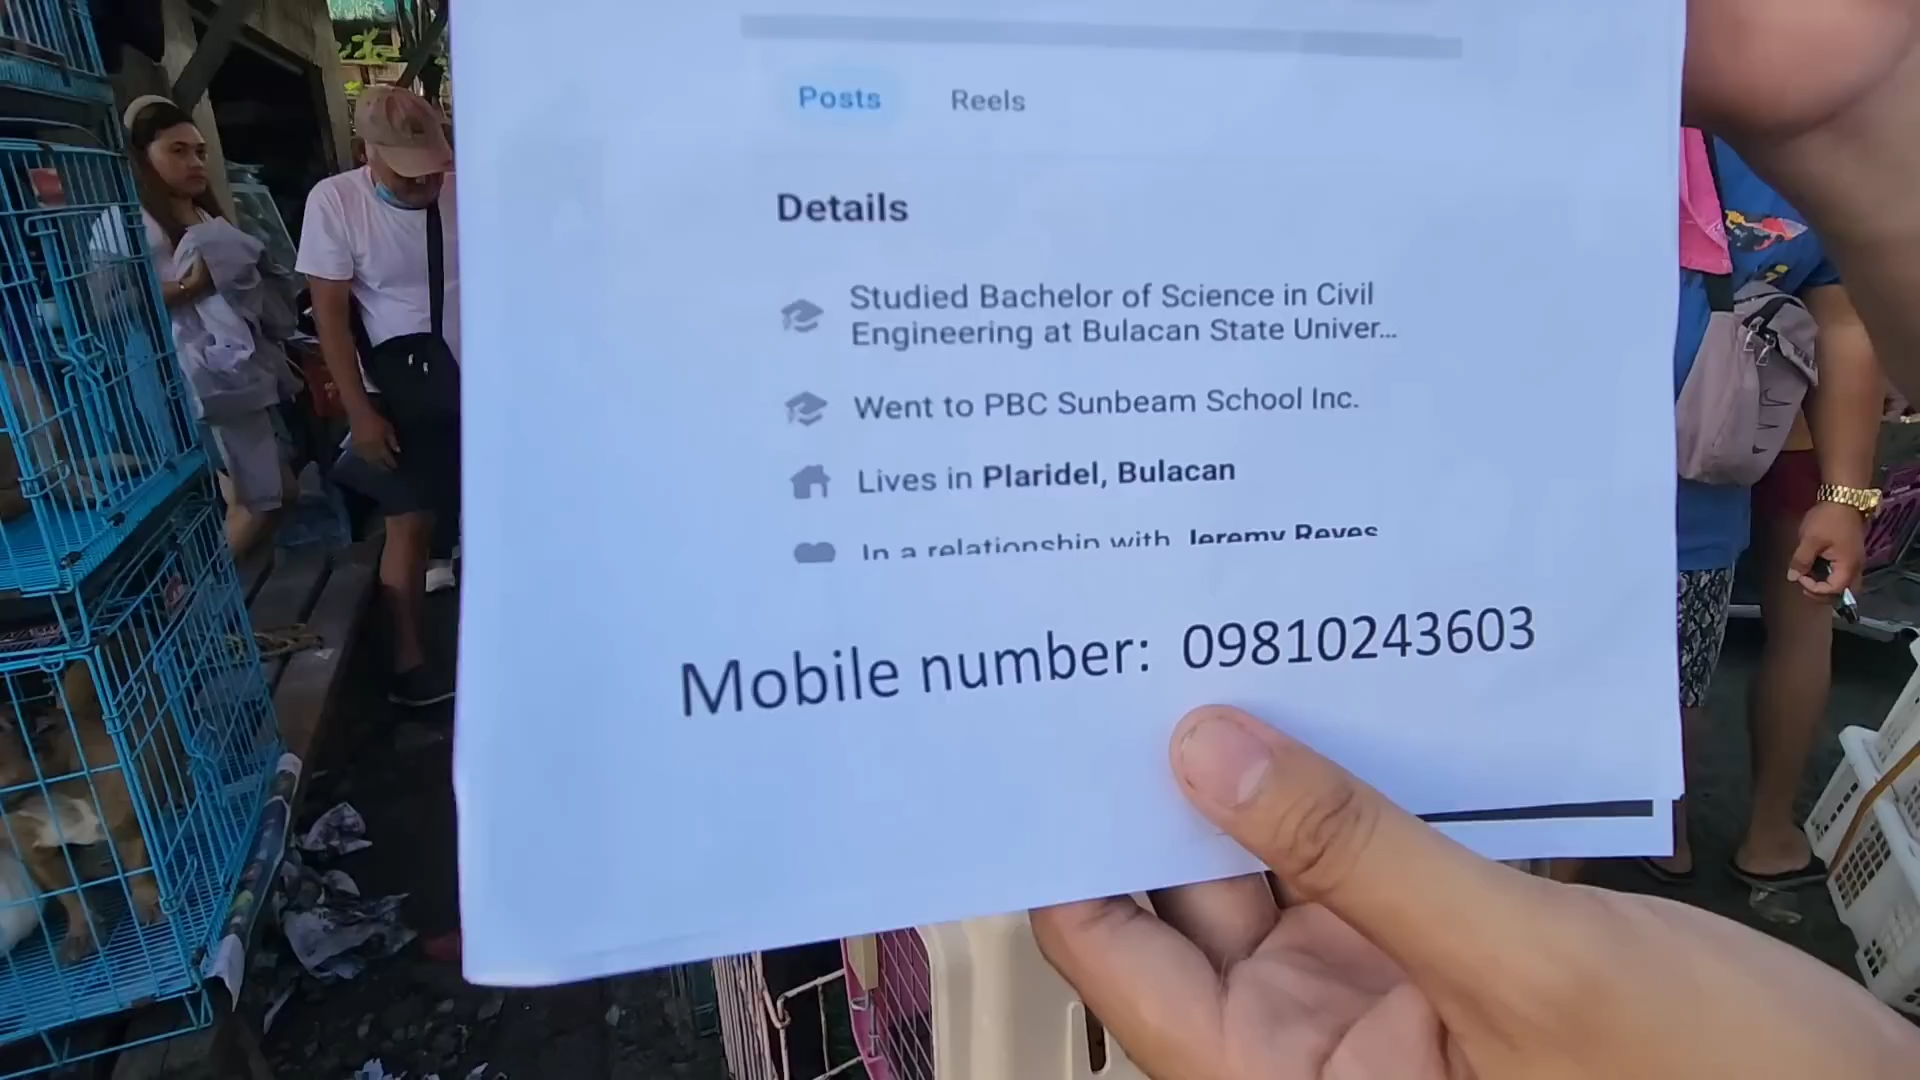 Posts
Reels
Details
Studied Bachelor of Science in Civil
Engineering at Bulacan State Univer...
Went to PBC Sunbeam School Inc.
Lives in Plaridel, Bulacan
In a relationship with Jeremy Reyes
Mobile number: 09810243603